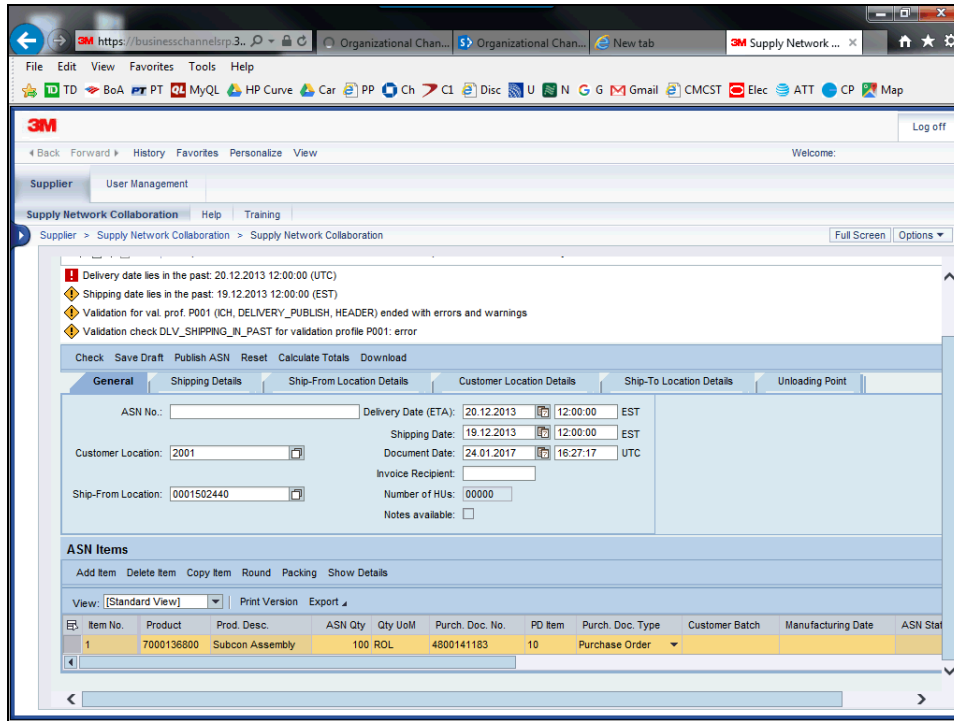 3M https://businesschannelsrp.3..
Organizational Chan...
Organizational Chan...
New tab
3M Supply Network ...
File Edit View Favorites Tools Help
TD TD BoA PT PT QL MyQL HP Curve Car PP Ch C1 Disc U N G G Gmail CMCST Elec ATT CP Map
3M
Log off
Back Forward History Favorites Personalize View
Welcome:
Supplier User Management
Supply Network Collaboration Help Training
Supplier > Supply Network Collaboration > Supply Network Collaboration
Full Screen Options
Delivery date lies in the past: 20.12.2013 12:00:00 (UTC)
Shipping date lies in the past: 19.12.2013 12:00:00 (EST)
Validation for val. prof. P001 (ICH, DELIVERY_PUBLISH, HEADER) ended with errors and warnings
Validation check DLV_SHIPPING_IN_PAST for validation profile P001: error
Check Save Draft Publish ASN Reset Calculate Totals Download
General Shipping Details Ship-From Location Details Customer Location Details Ship-To Location Details Unloading Point
ASN No.: Delivery Date (ETA): 20.12.2013 12:00:00 EST
Shipping Date: 19.12.2013 12:00:00 EST
Customer Location: 2001 Document Date: 24.01.2017 16:27:17 UTC
Invoice Recipient:
Ship-From Location: 0001502440 Number of HUs: 00000
Notes available:
ASN Items
Add Item Delete Item Copy Item Round Packing Show Details
View: [Standard View] Print Version Export
Item No. Product Prod. Desc. ASN Qty Qty UoM Purch. Doc. No. PD Item Purch. Doc. Type Customer Batch Manufacturing Date ASN Stat
1 7000136800 Subcon Assembly 100 ROL 4800141183 10 Purchase Order